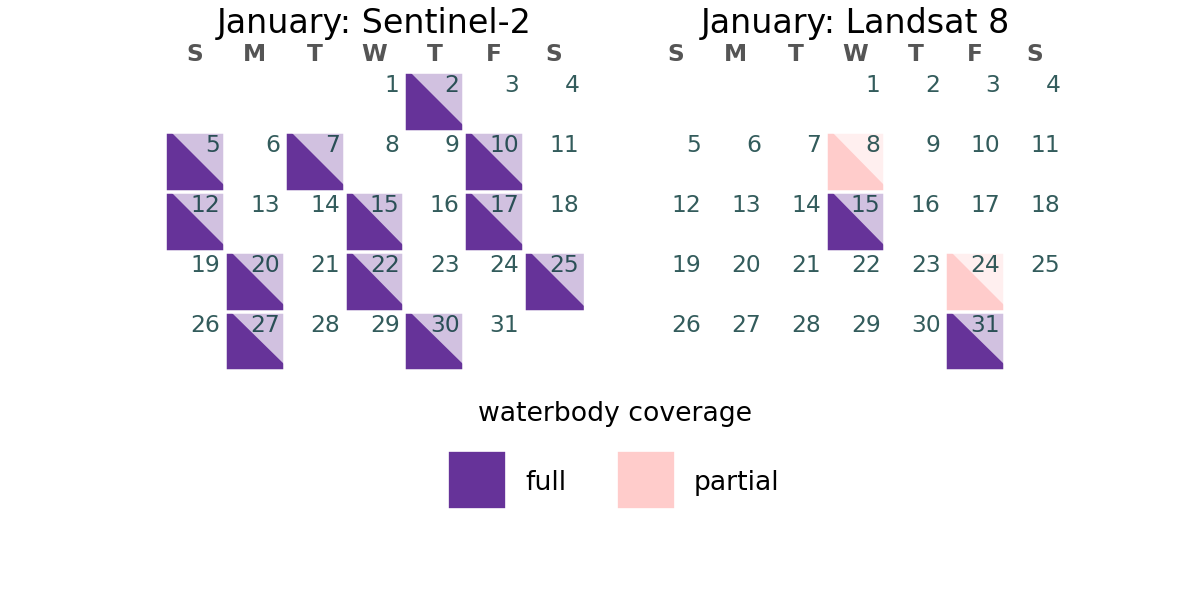 January: Sentinel-2
S M T W T F S
1 2 3 4
5 6 7 8 9 10 11
12 13 14 15 16 17 18
19 20 21 22 23 24 25
26 27 28 29 30 31
January: Landsat 8
S M T W T F S
1 2 3 4
5 6 7 8 9 10 11
12 13 14 15 16 17 18
19 20 21 22 23 24 25
26 27 28 29 30 31
waterbody coverage
full partial